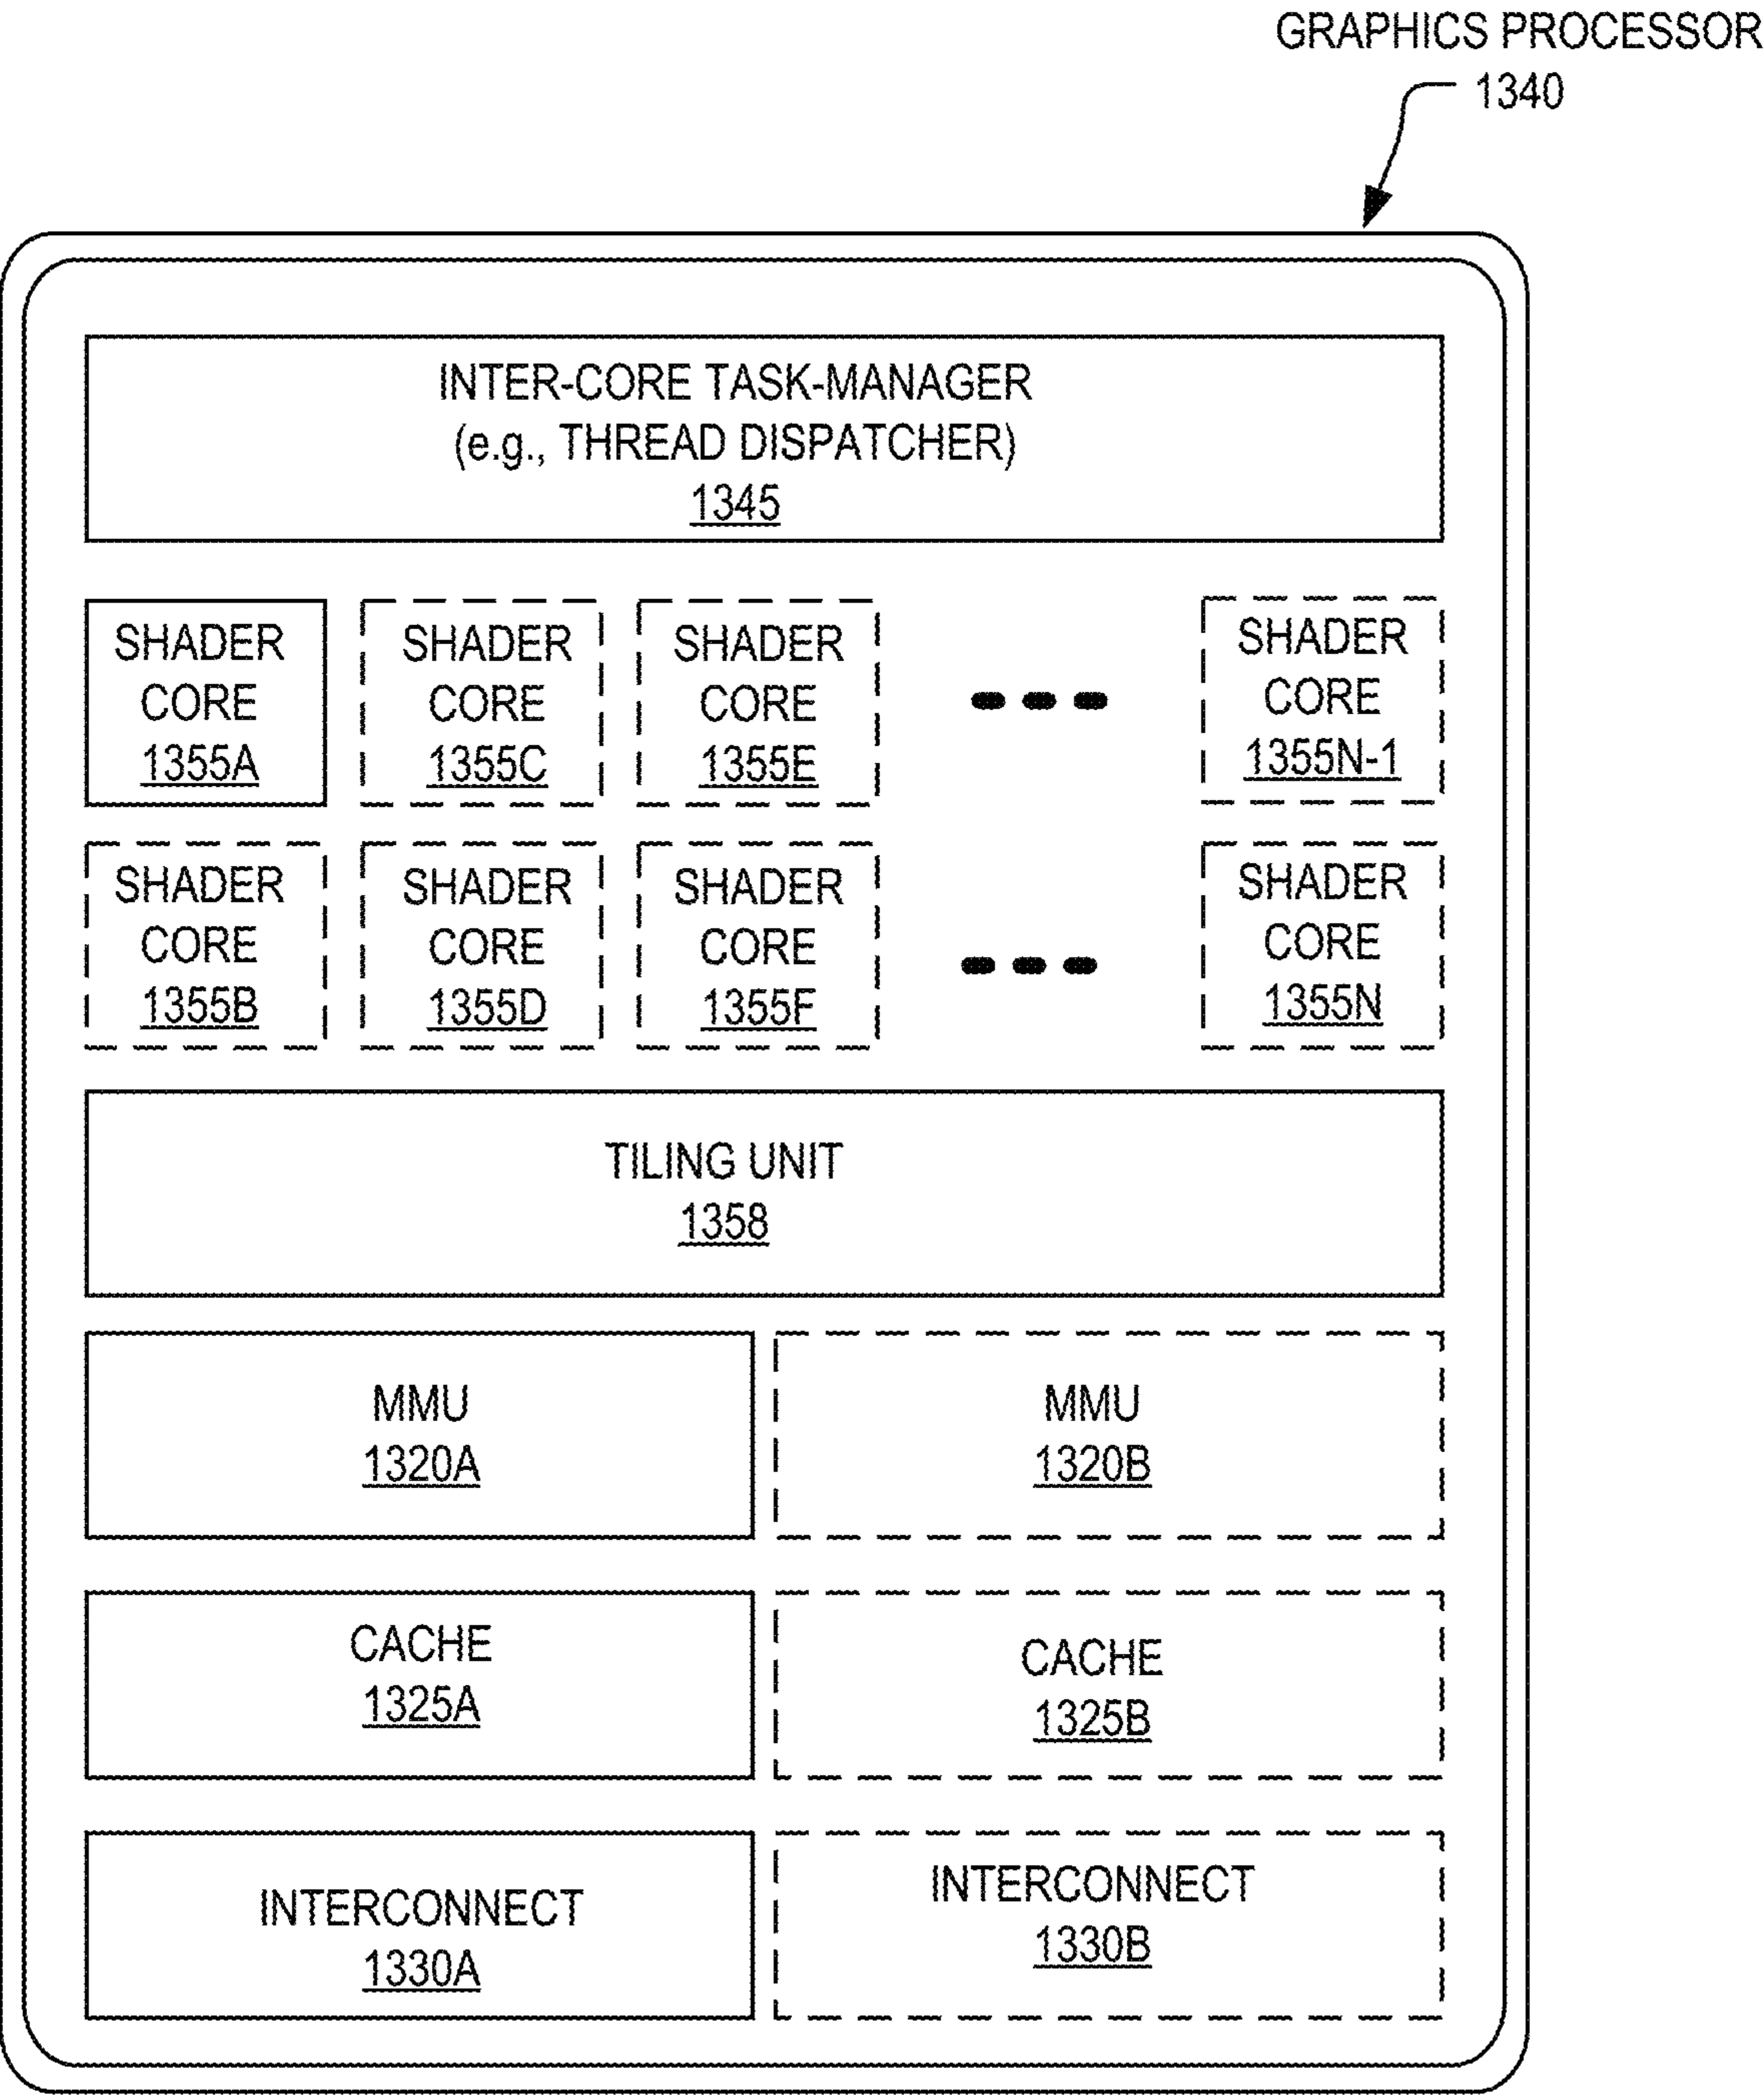 GRAPHICS PROCESSOR
1340
INTER-CORE TASK-MANAGER
(e.g., THREAD DISPATCHER)
1345
SHADER
CORE
1355A
SHADER
CORE
1355C
SHADER
CORE
1355E
SHADER
CORE
1355N-1
SHADER
CORE
1355B
SHADER
CORE
1355D
SHADER
CORE
1355F
SHADER
CORE
1355N
TILING UNIT
1358
MMU
1320A
MMU
1320B
CACHE
1325A
CACHE
1325B
INTERCONNECT
1330A
INTERCONNECT
1330B